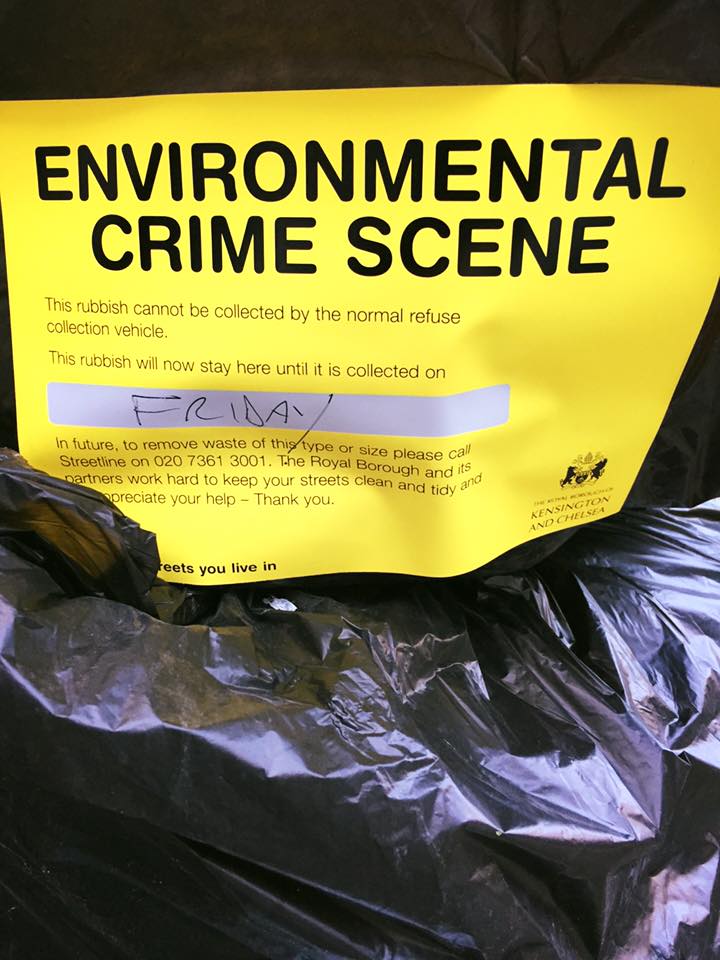 ENVIRONMENTAL
CRIME SCENE
This rubbish cannot be collected by the normal refuse
collection vehicle.
This rubbish will now stay here until it is collected on
FRIDAY
In future, to remove waste of this type or size please call
Streetline on 020 7361 3001. The Royal Borough and its
partners work hard to keep your streets clean and tidy and
your help – Thank you.
you live in
THE ROYAL BOROUGH OF
KENSINGTON
AND CHELSEA